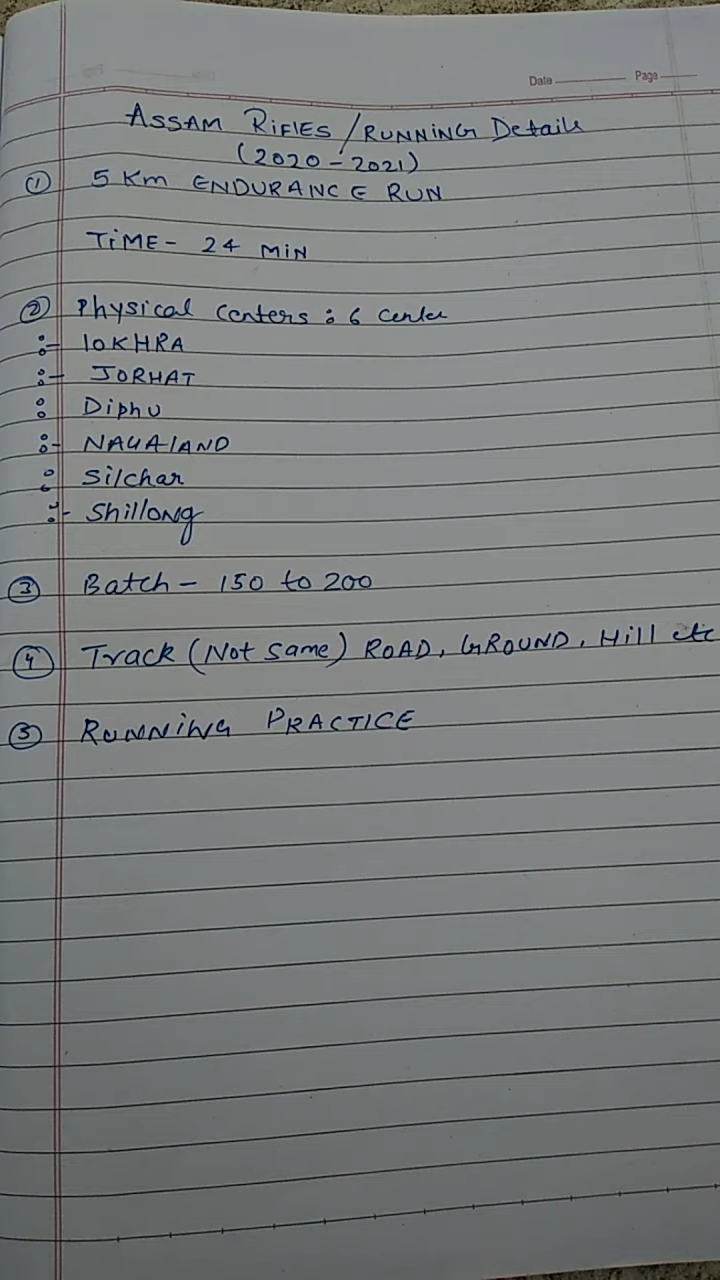 Date Page
ASSAM RIFIES / RUNNING Details
(2020-2021)
① 5 Km ENDURANCE RUN
TIME - 24 MIN
② Physical Centers : 6 Center
:- lOKHRA
:- JORHAT
: Diphu
:- NAGAlAND
: Silchar
:- Shillong
③ Batch - 150 to 200
④ Track (Not same) ROAD, GROUND, Hill etc
⑤ RUNNING PRACTICE